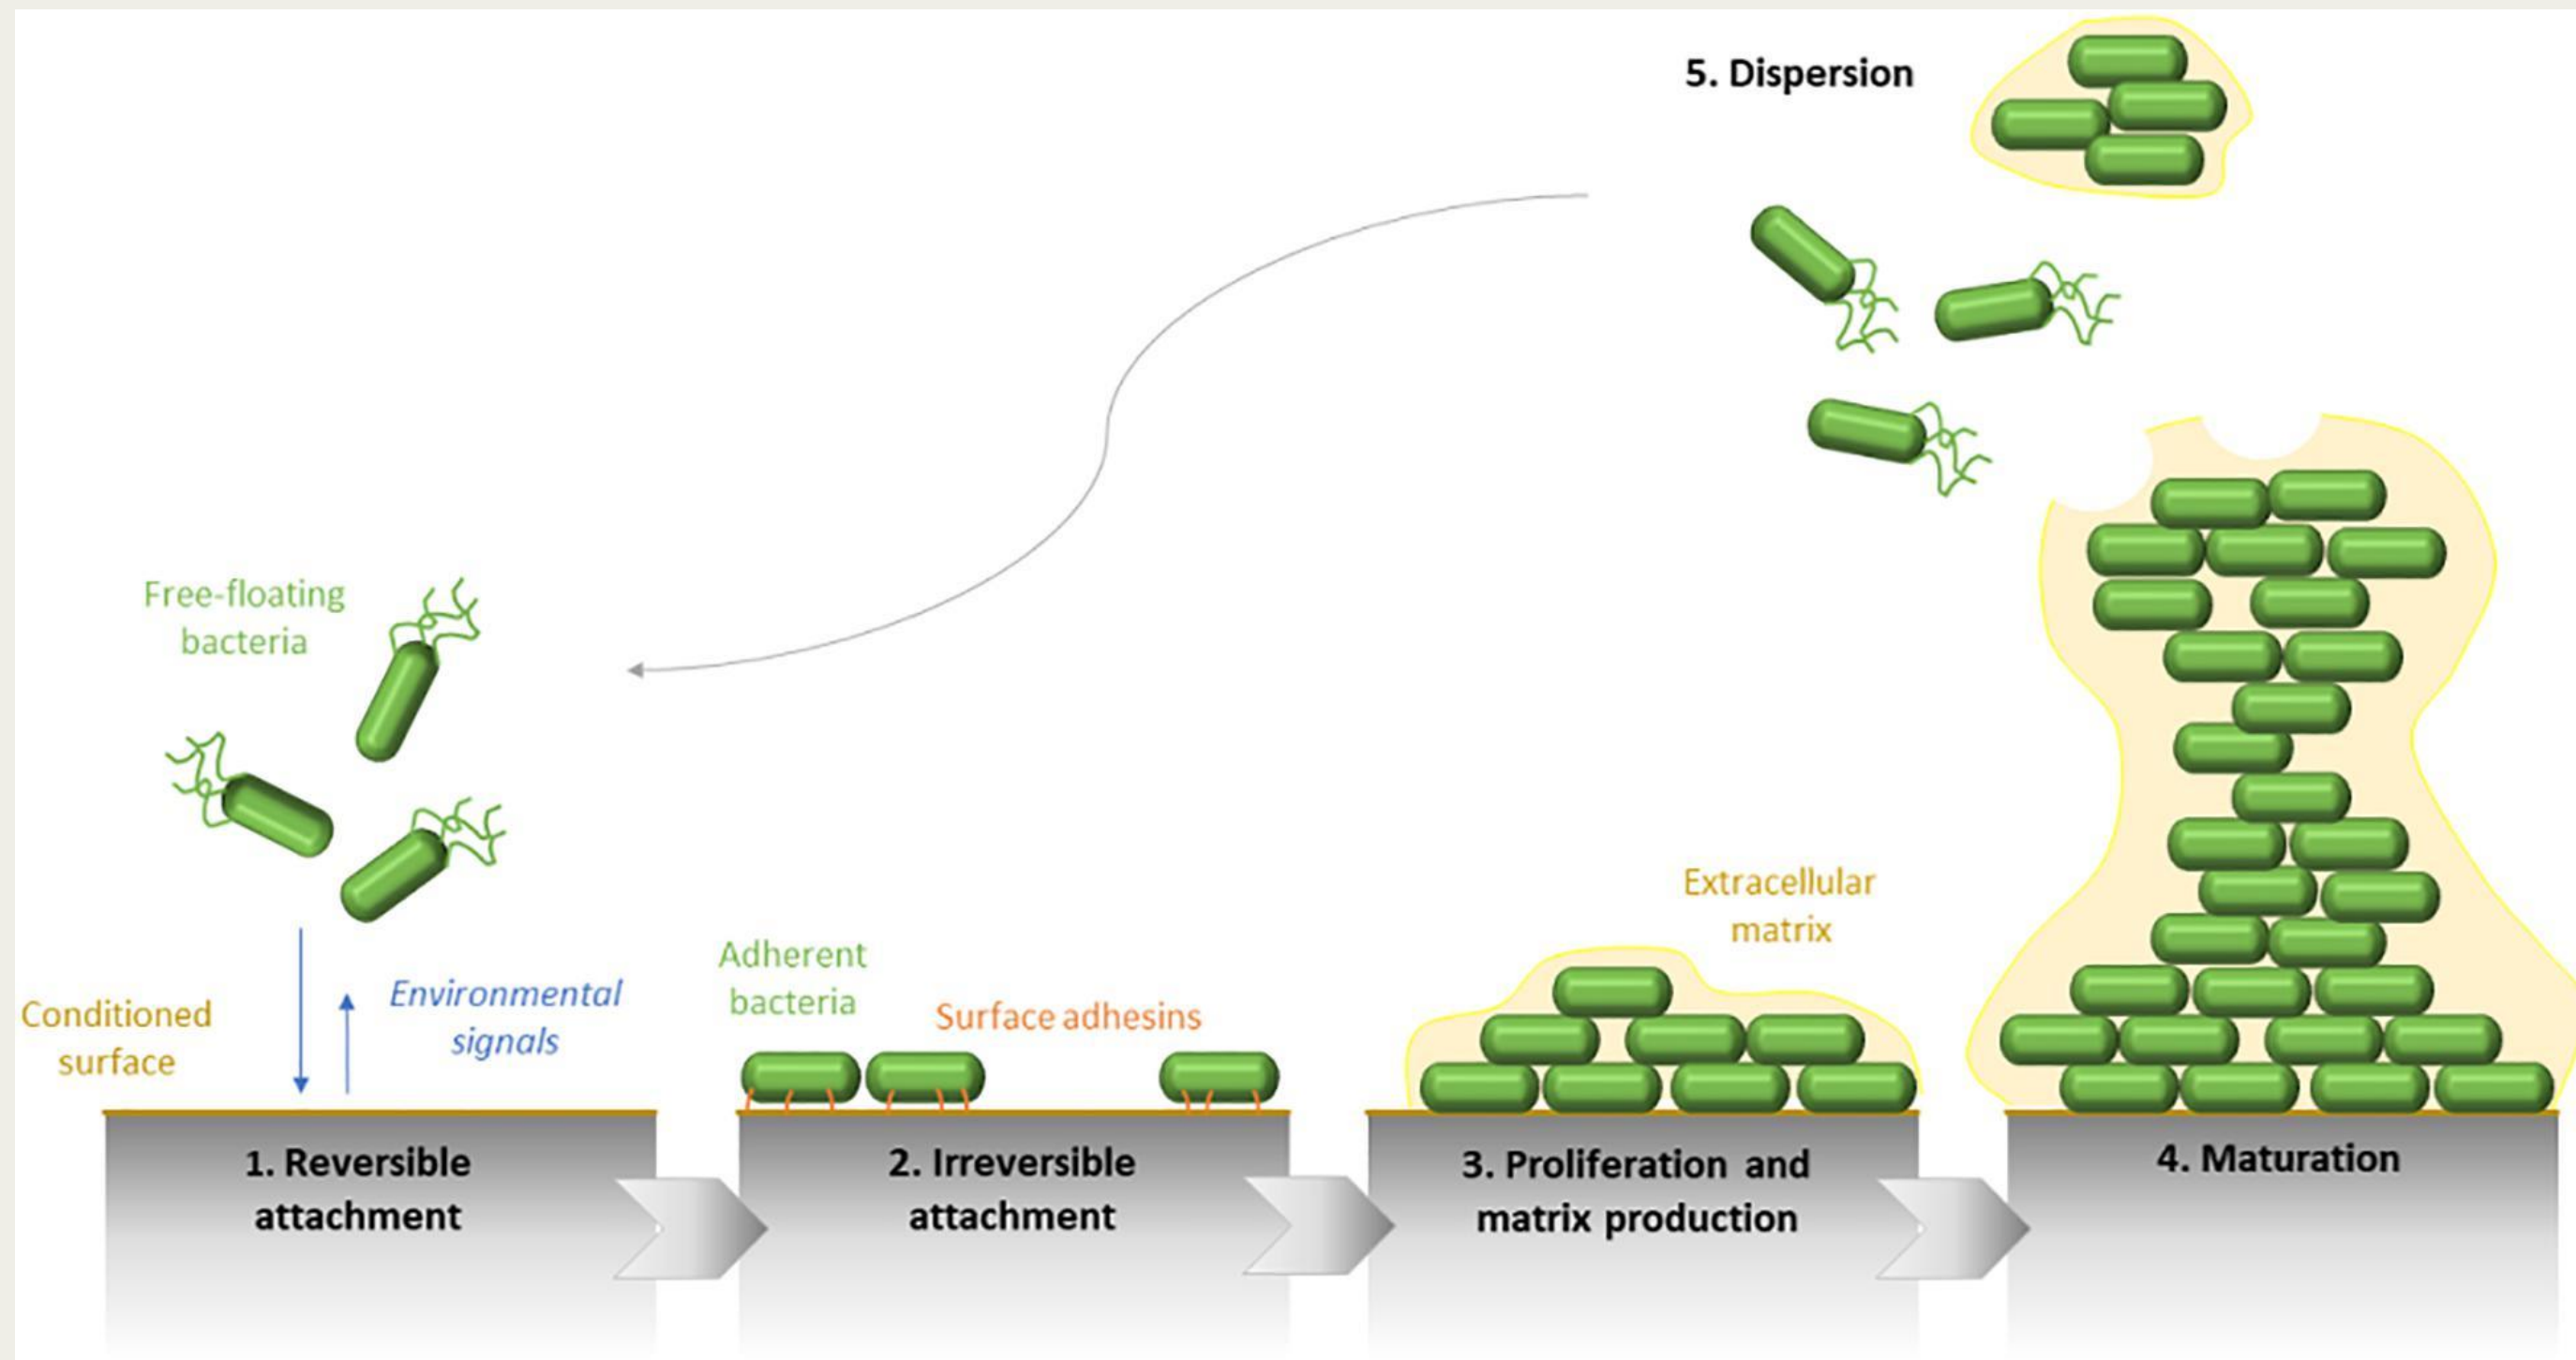 5. Dispersion
Free-floating
bacteria
Conditioned
surface
Environmental
signals
Adherent
bacteria
Surface adhesins
Extracellular
matrix
1. Reversible
attachment
2. Irreversible
attachment
3. Proliferation and
matrix production
4. Maturation